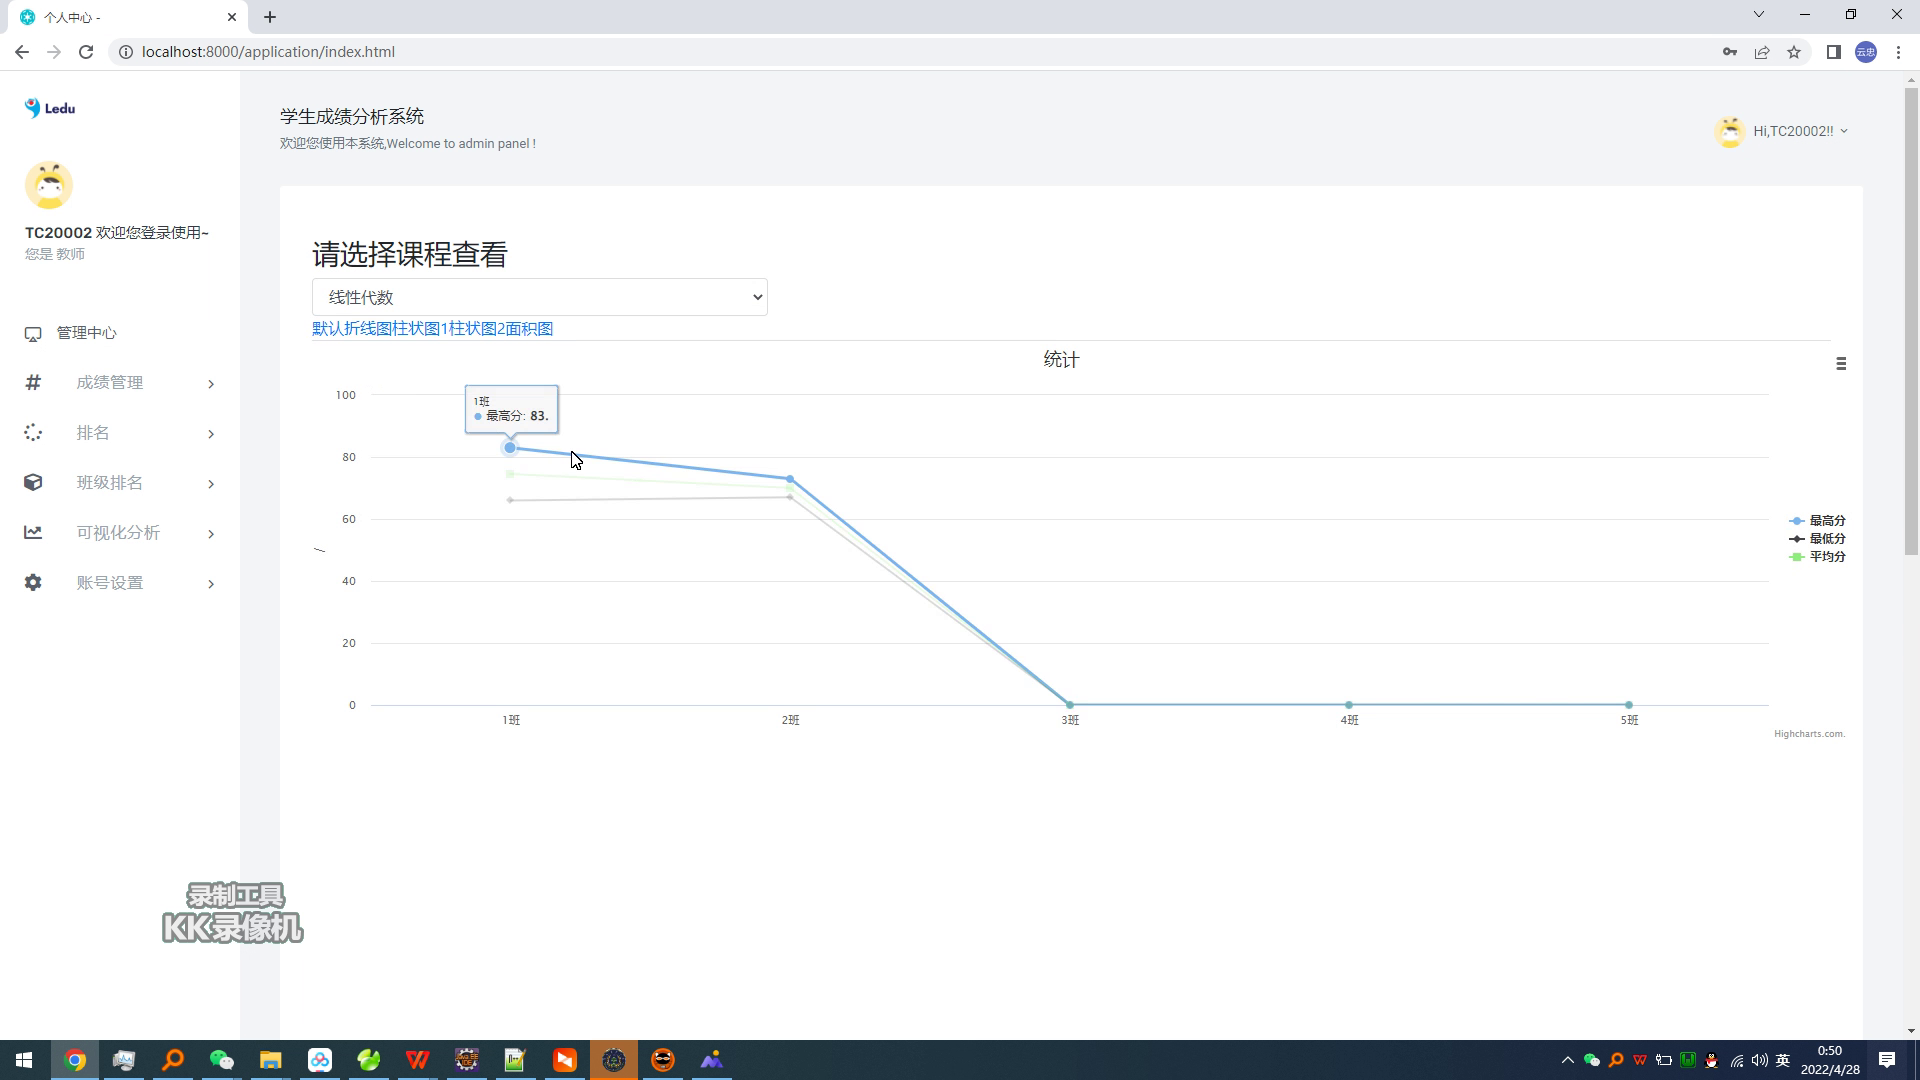 个人中心 -
localhost:8000/application/index.html
云忠
Ledu
学生成绩分析系统
欢迎您使用本系统,Welcome to admin panel !
Hi,TC20002!!
TC20002 欢迎您登录使用~
您是 教师
管理中心
成绩管理
排名
班级排名
可视化分析
账号设置
请选择课程查看
线性代数
默认折线图柱状图1柱状图2面积图
统计
100
80
60
40
20
0
/
1班
最高分: 83.
1班
2班
3班
4班
5班
最高分
最低分
平均分
Highcharts.com.
录制工具
KK录像机
英
0:50
2022/4/28